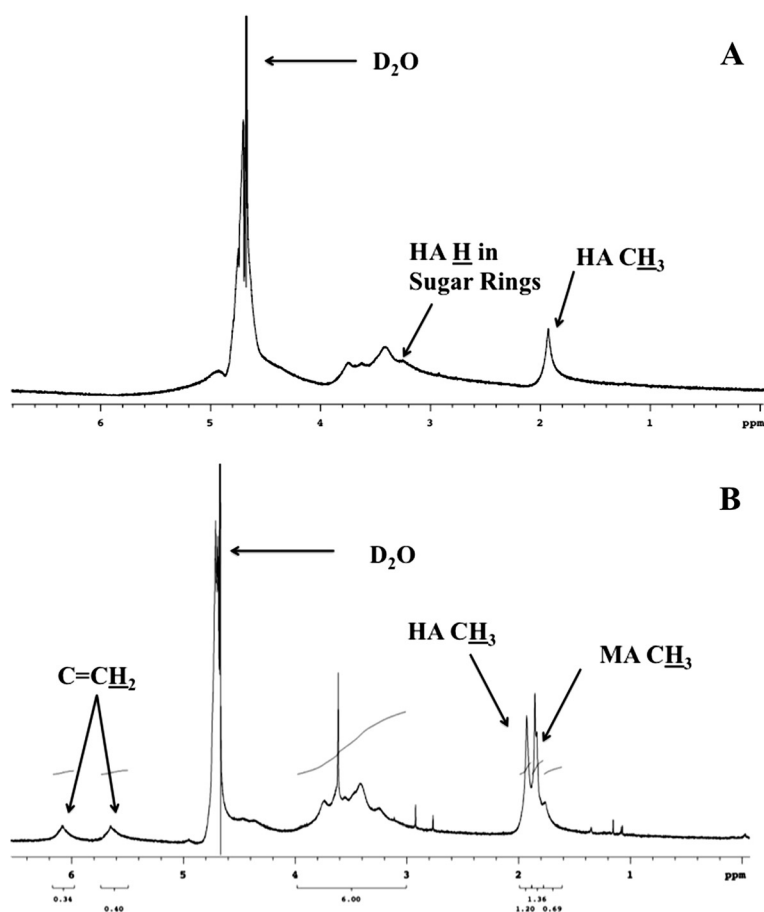 A
D₂O
HA H in
Sugar Rings
HA CH₃
6 5 4 3 2 1 ppm
B
D₂O
HA CH₃
MA CH₃
C=CH₂
6 5 4 3 2 1 ppm
0.34 0.40 6.00 1.20 1.36 0.69